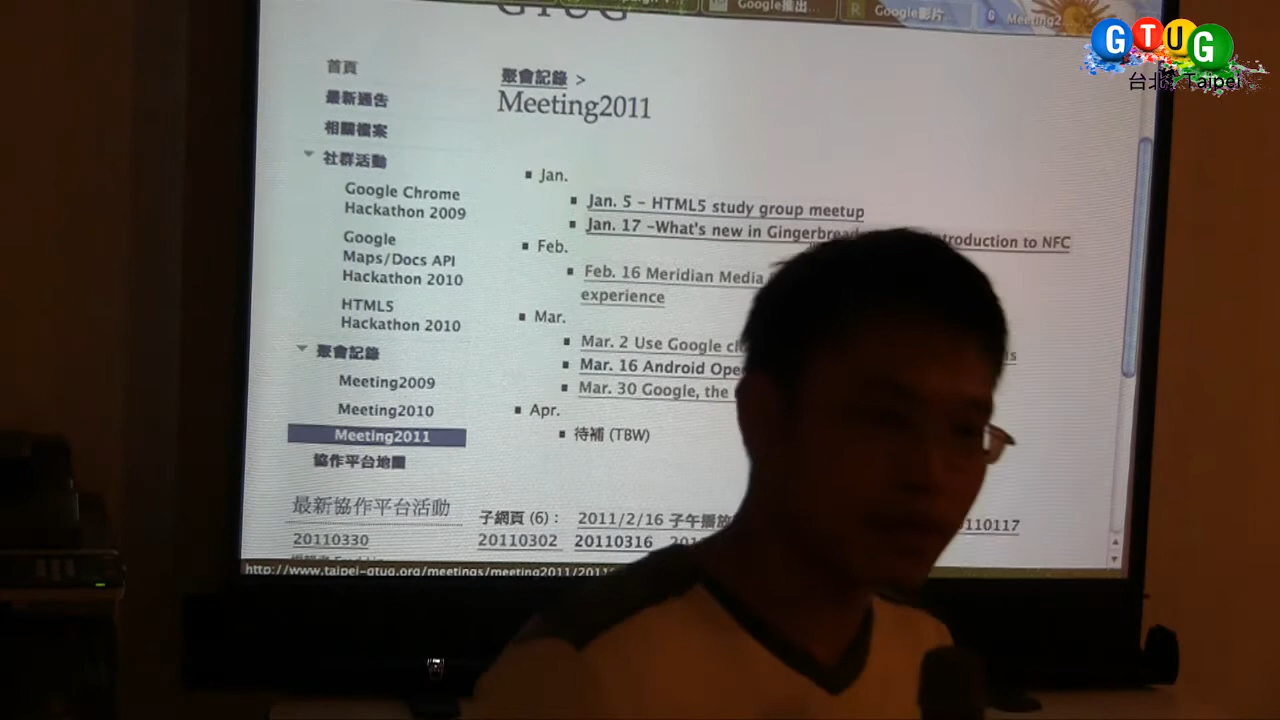 GTUG
Google推出...
Google影片
Meeting2...
GTUG
台北 Taipei
首頁
最新通告
相關檔案
社群活動
Google Chrome
Hackathon 2009
Google
Maps/Docs API
Hackathon 2010
HTML5
Hackathon 2010
聚會記錄
Meeting2009
Meeting2010
Meeting2011
協作平台地圖
最新協作平台活動
20110330
聚會記錄 >
Meeting2011
Jan.
Jan. 5 - HTML5 study group meetup
Jan. 17 -What's new in Gingerbread troduction to NFC
Feb.
Feb. 16 Meridian Media
experience
Mar.
Mar. 2 Use Google cl
Mar. 16 Android Ope
Mar. 30 Google, the
Apr.
待補 (TBW)
子網頁 (6)： 2011/2/16 子午播放 0110117
20110302 20110316
http://www.taipei-gtug.org/meetings/meeting2011/2011